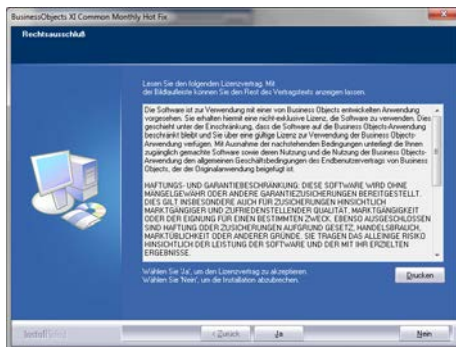 BusinessObjects XI Common Monthly Hot Fix
Rechtsausschluß
Lesen Sie den folgenden Lizenzvertrag. Mit
der Bildlaufleiste können Sie den Rest des Vertragstexts anzeigen lassen.
Die Software ist zur Verwendung mit einer von Business Objects entwickelten Anwendung
vorgesehen. Sie erhalten hiermit eine nicht-exklusive Lizenz, die Software zu verwenden. Dies
geschieht unter der Einschränkung, dass die Software auf die Business Objects-Anwendung
beschränkt bleibt und Sie über eine gültige Lizenz zur Verwendung der Business Objects-
Anwendung verfügen. Mit Ausnahme der nachstehenden Bedingungen unterliegt die Ihnen
zugänglich gemachte Software sowie deren Nutzung und die Nutzung der Business Objects-
Anwendung den allgemeinen Geschäftsbedingungen des Endbenutzervertrags von Business
Objects, der der Originalanwendung beigefügt ist.
HAFTUNGS- UND GARANTIEBESCHRÄNKUNG: DIESE SOFTWARE WIRD OHNE
MÄNGELGEWÄHR ODER ANDERE GARANTIEZUSICHERUNGEN BEREITGESTELLT.
DIES GILT INSBESONDERE AUCH FÜR ZUSICHERUNGEN HINSICHTLICH
MARKTGÄNGIGER UND ZUFRIEDENSTELLENDER QUALITÄT, MARKTGÄNGIGKEIT
ODER DER EIGNUNG FÜR EINEN BESTIMMTEN ZWECK. EBENSO AUSGESCHLOSSEN
SIND HAFTUNG ODER ZUSICHERUNGEN AUFGRUND GESETZ, HANDELSBRAUCH,
MARKTÜBLICHKEIT ODER ANDERER GRÜNDE. SIE TRAGEN DAS ALLEINIGE RISIKO
HINSICHTLICH DER LEISTUNG DER SOFTWARE UND DER MIT IHR ERZIELTEN
ERGEBNISSE.
Wählen Sie 'Ja', um den Lizenzvertrag zu akzeptieren.
Wählen Sie 'Nein', um die Installation abzubrechen.
Drucken
InstallShield
< Zurück
Ja
Nein